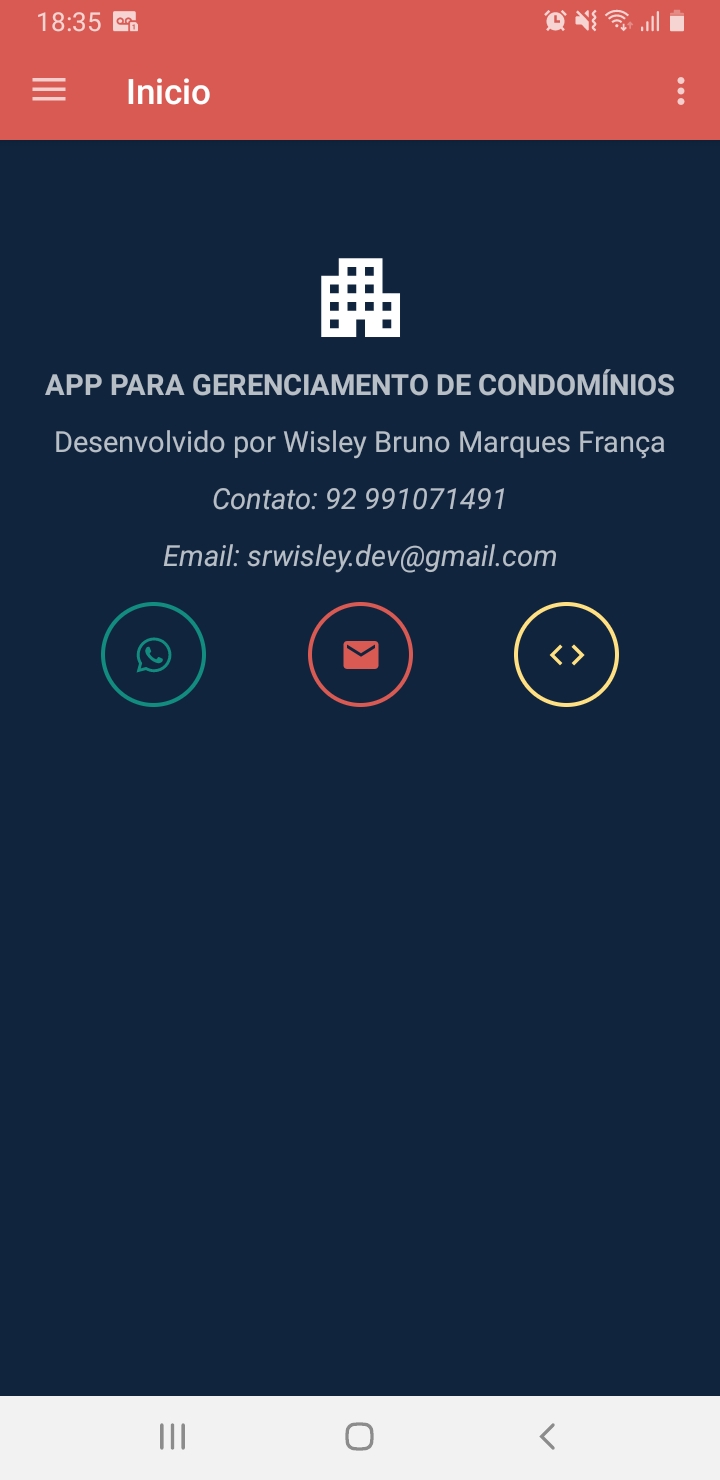 18:35
Inicio
APP PARA GERENCIAMENTO DE CONDOMÍNIOS
Desenvolvido por Wisley Bruno Marques França
Contato: 92 991071491
Email: srwisley.dev@gmail.com